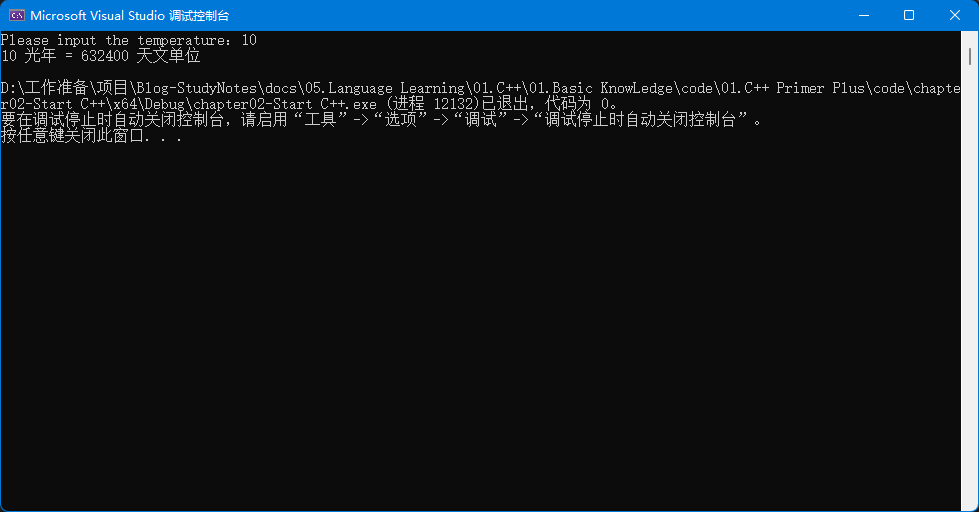 Microsoft Visual Studio 调试控制台
Please input the temperature: 10
10 光年 = 632400 天文单位
D:\工作准备\项目\Blog-StudyNotes\docs\05.Language Learning\01.C++\01.Basic KnowLedge\code\01.C++ Primer Plus\code\chapte
r02-Start C++\x64\Debug\chapter02-Start C++.exe (进程 12132)已退出，代码为 0。
要在调试停止时自动关闭控制台，请启用“工具”->“选项”->“调试”->“调试停止时自动关闭控制台”。
按任意键关闭此窗口. . .